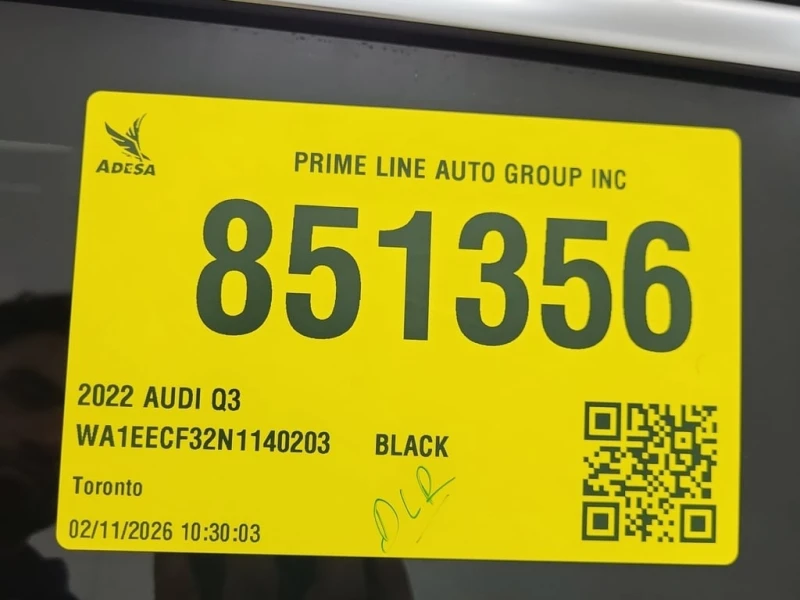 ADESA
PRIME LINE AUTO GROUP INC
851356
2022 AUDI Q3
WA1EECF32N1140203 BLACK
Toronto
DLR
02/11/2026 10:30:03